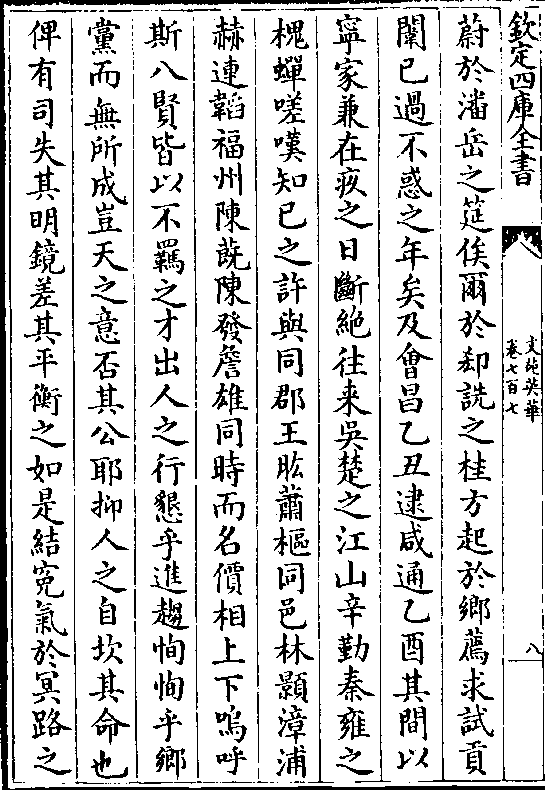 欽定四庫全書
文苑英華
卷七百七
八
蔚於潘岳之筵俟爾於郄詵之桂方起於鄉薦求試貢
闈已過不惑之年矣及會昌乙丑逮咸通乙酉其間以
寧家兼在疚之日斷絶往来吳楚之江山辛勤秦雍之
槐蟬嗟嘆知已之許與同郡王肱蕭樞同邑林顥漳浦
赫連韜福州陳蔇陳發詹雄同時而名價相上下嗚呼
斯八賢皆以不羈之才出人之行懇乎進趨恂恂乎鄉
黨而無所成豈天之意否其公耶抑人之自坎其命也
俾有司失其明鏡差其平衡之如是結寃氣於冥路之